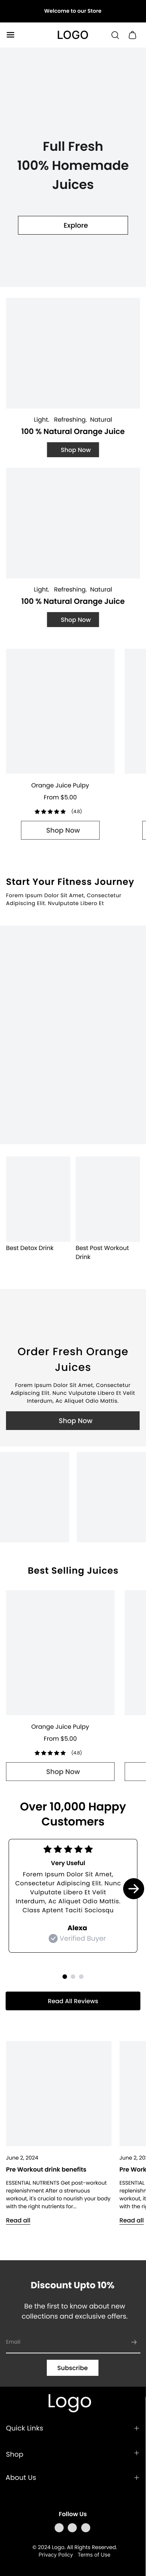 Welcome to our Store
LOGO
Full Fresh
100% Homemade
Juices
Explore
Light. Refreshing. Natural
100 % Natural Orange Juice
Shop Now
Light. Refreshing. Natural
100 % Natural Orange Juice
Shop Now
Orange Juice Pulpy
From $5.00
(4.8)
Shop Now
Start Your Fitness Journey
Forem Ipsum Dolor Sit Amet, Consectetur
Adipiscing Elit. Nvulputate Libero Et
Best Detox Drink
Best Post Workout
Drink
Order Fresh Orange
Juices
Jorem Ipsum Dolor Sit Amet, Consectetur
Adipiscing Elit. Nunc Vulputate Libero Et Velit
Interdum, Ac Aliquet Odio Mattis.
Shop Now
Best Selling Juices
Orange Juice Pulpy
From $5.00
(4.8)
Shop Now
Over 10,000 Happy
Customers
Very Useful
Forem Ipsum Dolor Sit Amet,
Consectetur Adipiscing Elit. Nunc
Vulputate Libero Et Velit
Interdum, Ac Aliquet Odio Mattis.
Class Aptent Taciti Sociosqu
Alexa
Verified Buyer
Read All Reviews
June 2, 2024
Pre Workout drink benefits
ESSENTIAL NUTRIENTS Get post-workout
replenishment After a strenuous
workout, it's crucial to nourish your body
with the right nutrients for...
Read all
June 2, 20
Pre Work
ESSENTIAL
replenishm
workout, it
with the rig
Read all
Discount Upto 10%
Be the first to know about new
collections and exclusive offers.
Email
Subscribe
Logo
Quick Links
Shop
About Us
Follow Us
© 2024 Logo. All Rights Reserved.
Privacy Policy Terms of Use